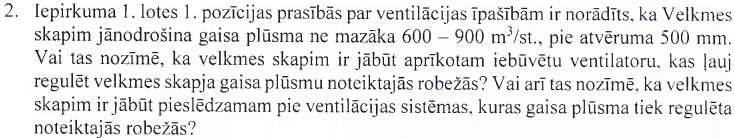 2. Iepirkuma 1. lotes 1. pozīcijas prasībās par ventilācijas īpašībām ir norādīts, ka Velkmes
skapim jānodrošina gaisa plūsma ne mazāka 600 – 900 m³/st., pie atvēruma 500 mm.
Vai tas nozīmē, ka velkmes skapim ir jābūt aprīkotam iebūvētu ventilatoru, kas ļauj
regulēt velkmes skapja gaisa plūsmu noteiktajās robežās? Vai arī tas nozīmē, ka velkmes
skapim ir jābūt pieslēdzamam pie ventilācijas sistēmas, kuras gaisa plūsma tiek regulēta
noteiktajās robežās?